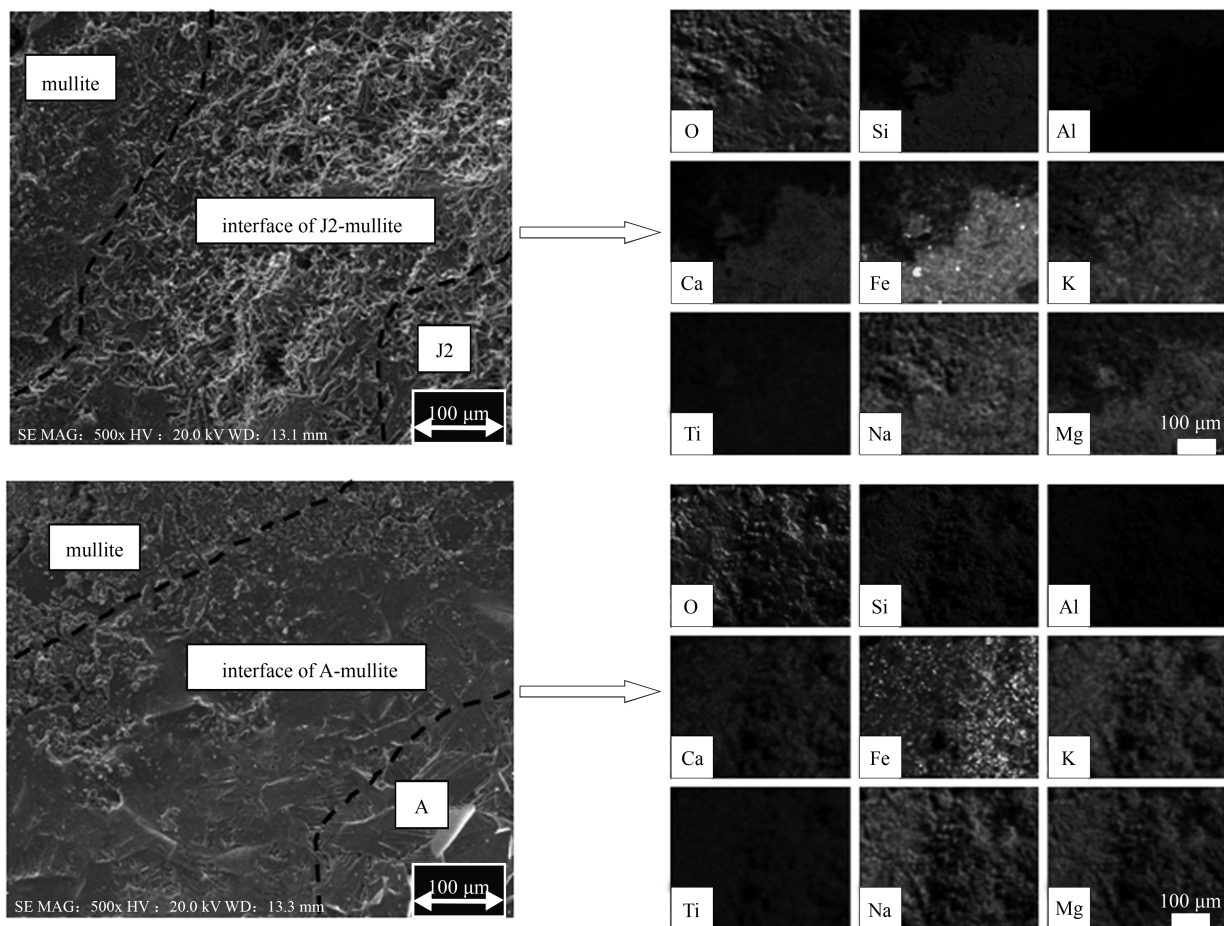 mullite
interface of J2-mullite
J2
100 μm
SE MAG：500x HV ：20.0 kV WD：13.1 mm
O
Si
Al
Ca
Fe
K
Ti
Na
Mg
100 μm
mullite
interface of A-mullite
A
100 μm
SE MAG：500x HV ：20.0 kV WD：13.3 mm
O
Si
Al
Ca
Fe
K
Ti
Na
Mg
100 μm